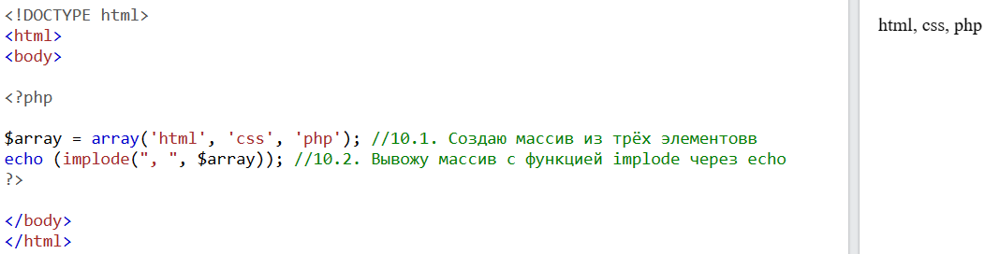 <!DOCTYPE html>
<html>
<body>
<?php
$array = array('html', 'css', 'php'); //10.1. Создаю массив из трёх элементовв
echo (implode(", ", $array)); //10.2. Вывожу массив с функцией implode через echo
?>
</body>
</html>
html, css, php